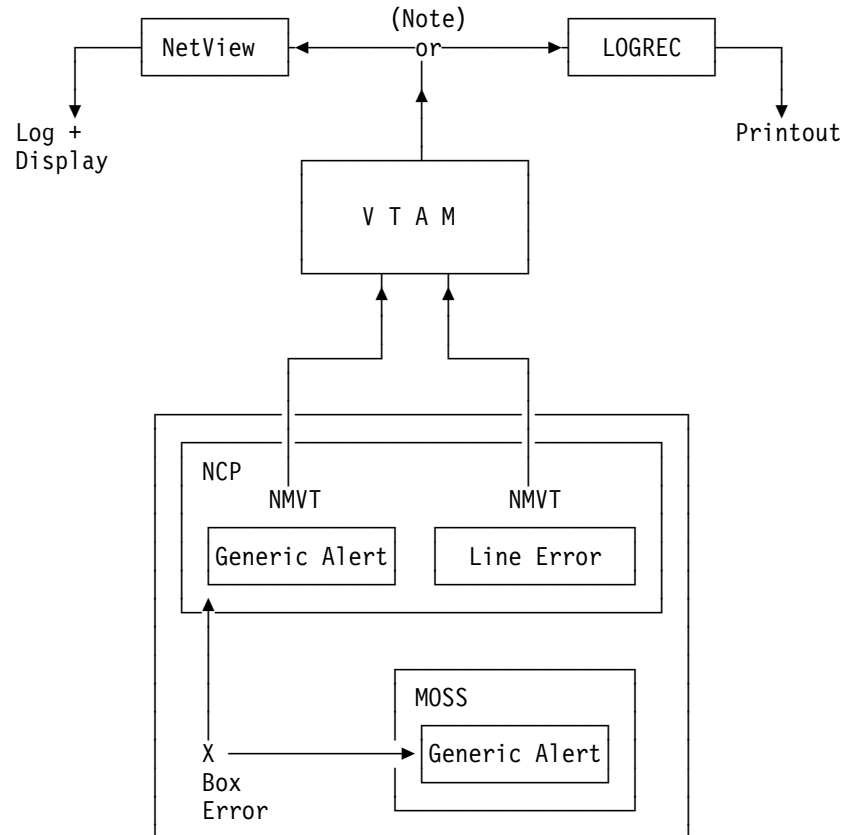 (Note)
NetView
or
LOGREC
Log +
Display
Printout
V T A M
NCP
NMVT
NMVT
Generic Alert
Line Error
MOSS
Generic Alert
X
Box
Error